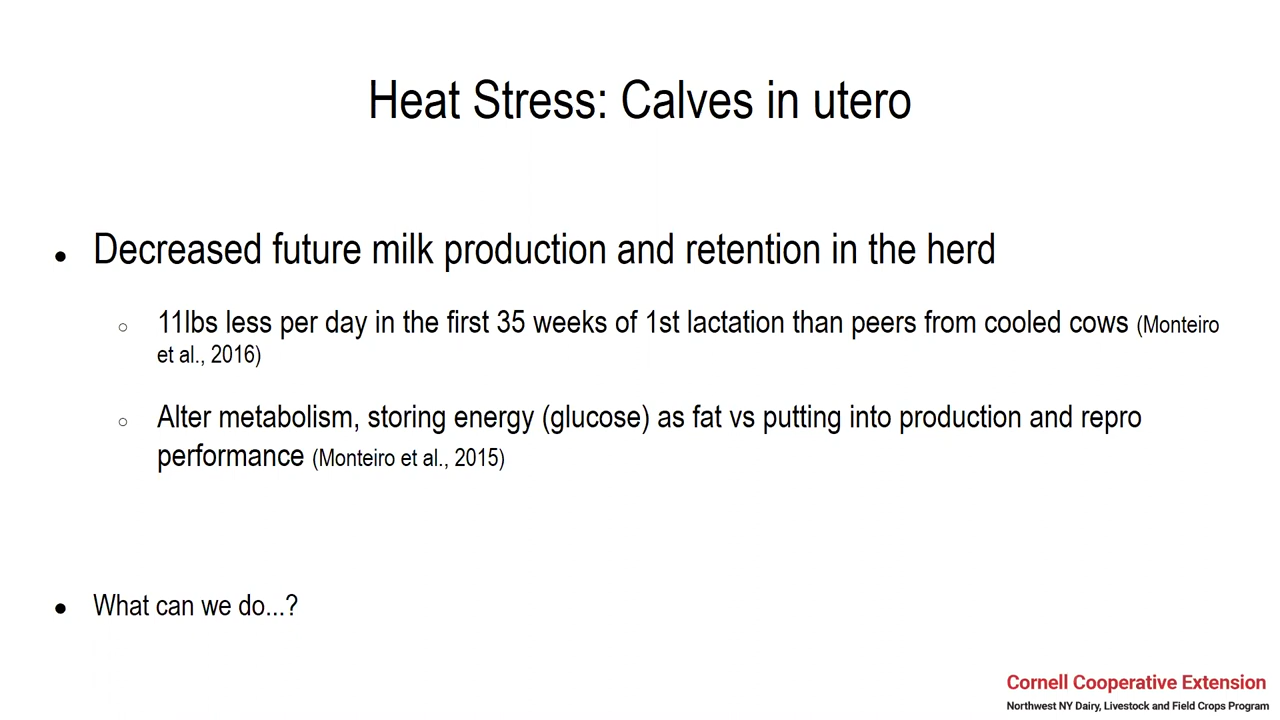 Heat Stress: Calves in utero
● Decreased future milk production and retention in the herd
○ 11lbs less per day in the first 35 weeks of 1st lactation than peers from cooled cows (Monteiro
et al., 2016)
○ Alter metabolism, storing energy (glucose) as fat vs putting into production and repro
performance (Monteiro et al., 2015)
● What can we do...?
Cornell Cooperative Extension
Northwest NY Dairy, Livestock and Field Crops Program